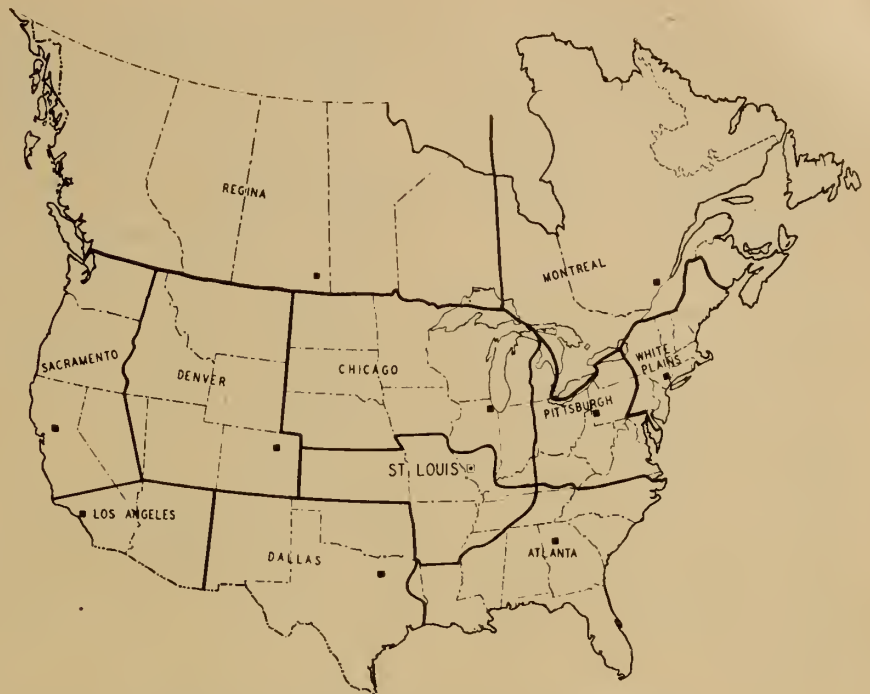 REGINA
MONTREAL
SACRAMENTO
DENVER
CHICAGO
WHITE
PLAINS
PITTSBURGH
ST. LOUIS
LOS ANGELES
DALLAS
ATLANTA